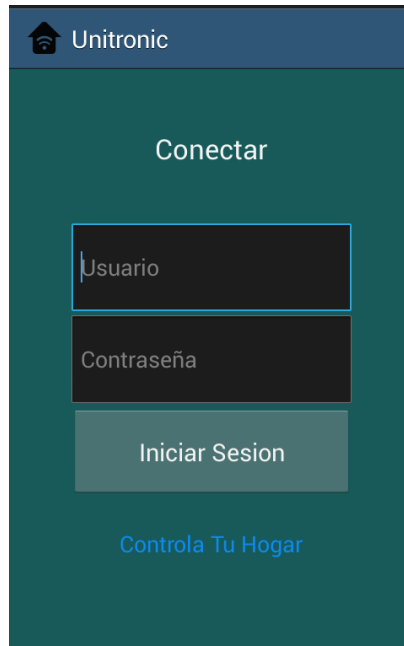 Unitronic
Conectar
Usuario
Contraseña
Iniciar Sesion
Controla Tu Hogar